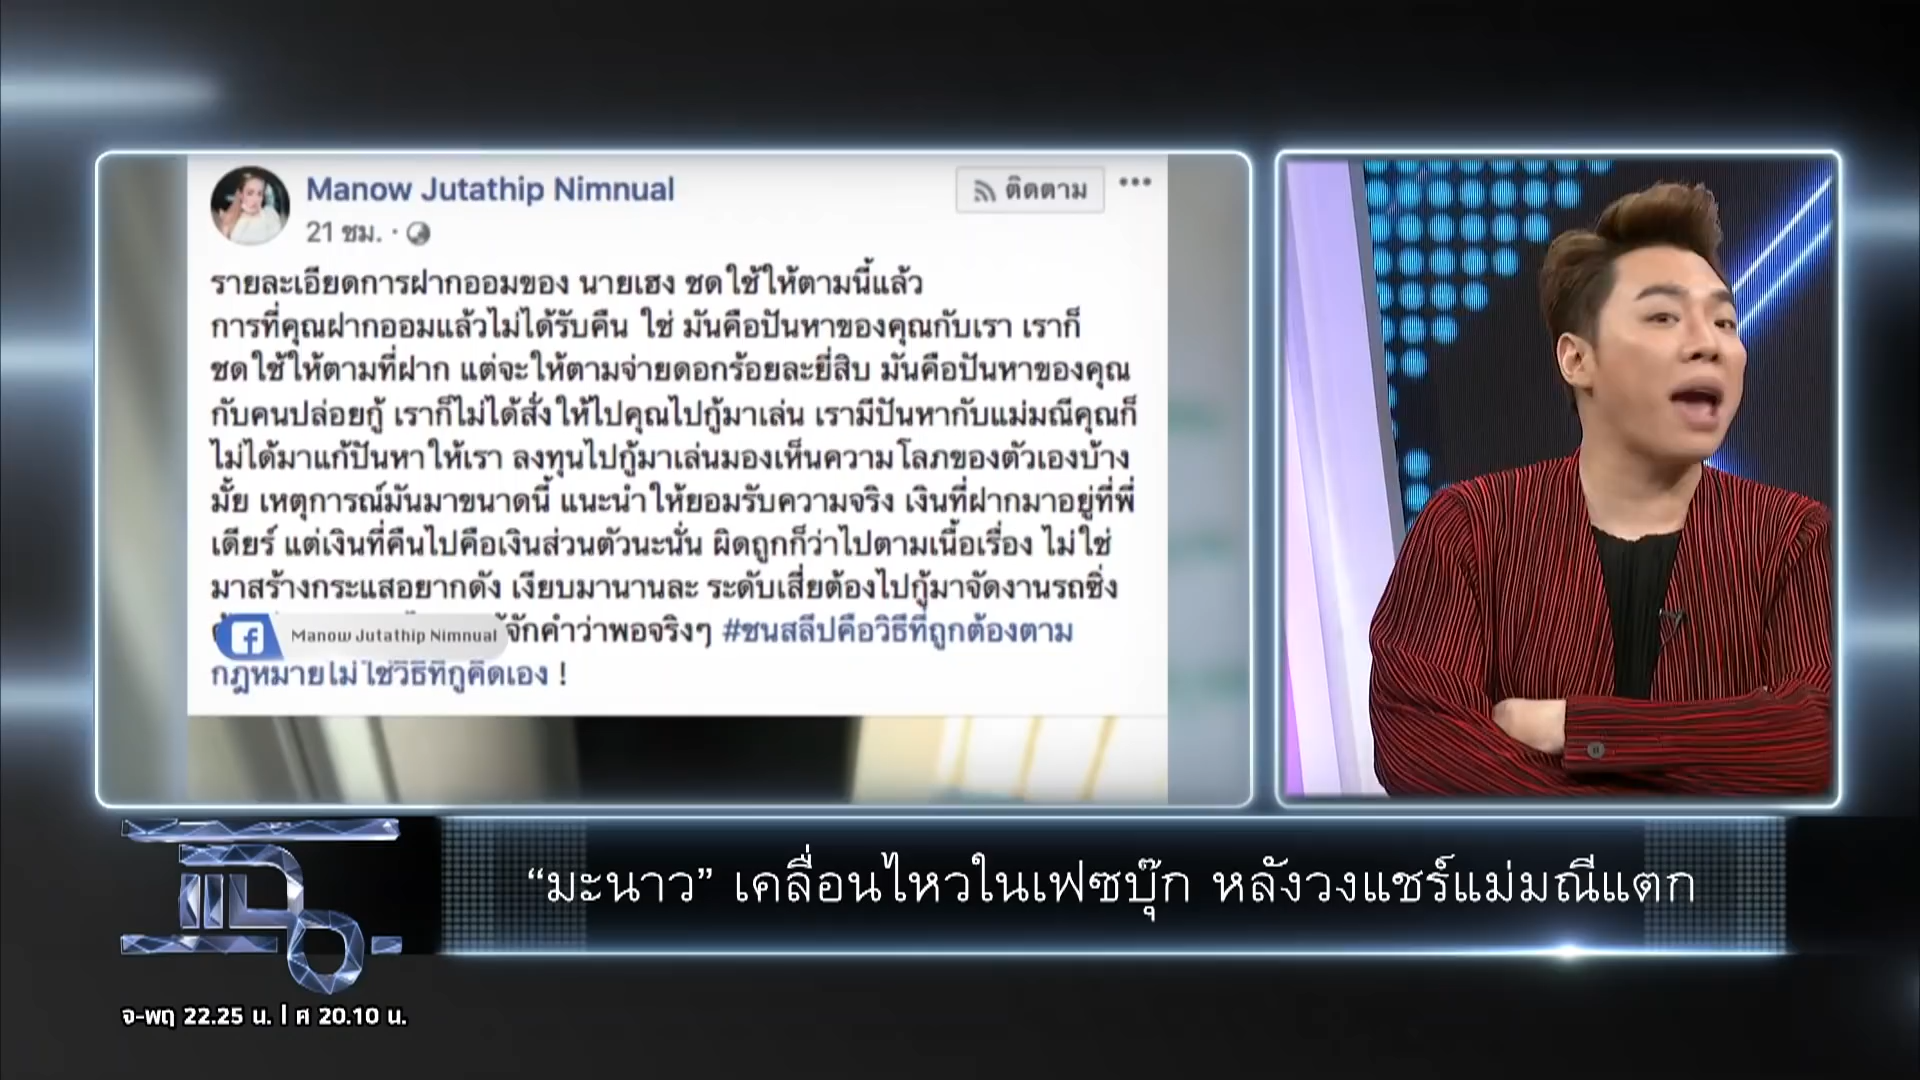 Manow Jutathip Nimnual
ติดตาม
21 ชม.
รายละเอียดการฝากออมของ นายเฮง ชดใช้ให้ตามนี้แล้ว
การที่คุณฝากออมแล้วไม่ได้รับคืน ใช่ มันคือปันหาของคุณกับเรา เราก็
ชดใช้ให้ตามที่ฝาก แต่จะให้ตามจ่ายดอกร้อยละยี่สิบ มันคือปันหาของคุณ
กับคนปล่อยกู้ เราก็ไม่ได้สั่งให้ไปคุณไปกู้มาเล่น เรามีปันหากับแม่มณีคุณก็
ไม่ได้มาแก้ปันหาให้เรา ลงทุนไปกู้มาเล่นมองเห็นความโลภของตัวเองบ้าง
มั้ย เหตุการณ์มันมาขนาดนี้ แนะนำให้ยอมรับความจริง เงินที่ฝากมาอยู่ที่พี่
เดียร์ แต่เงินที่คืนไปคือเงินส่วนตัวนะนั่น ผิดถูกก็ว่าไปตามเนื้อเรื่อง ไม่ใช่
มาสร้างกระแสอยากดัง เงียบมานานละ ระดับเสี่ยต้องไปกู้มาจัดงานรถซิ่ง
Manow Jutathip Nimnual
จักคำว่าพอจริงๆ #ชนสลีปคือวิธีที่ถูกต้องตาม
กฎหมายไม่ใช่วิธีที่กูคิดเอง !
“มะนาว” เคลื่อนไหวในเฟซบุ๊ก หลังวงแชร์แม่มณีแตก
จ-พฤ 22.25 น. | ศ 20.10 น.